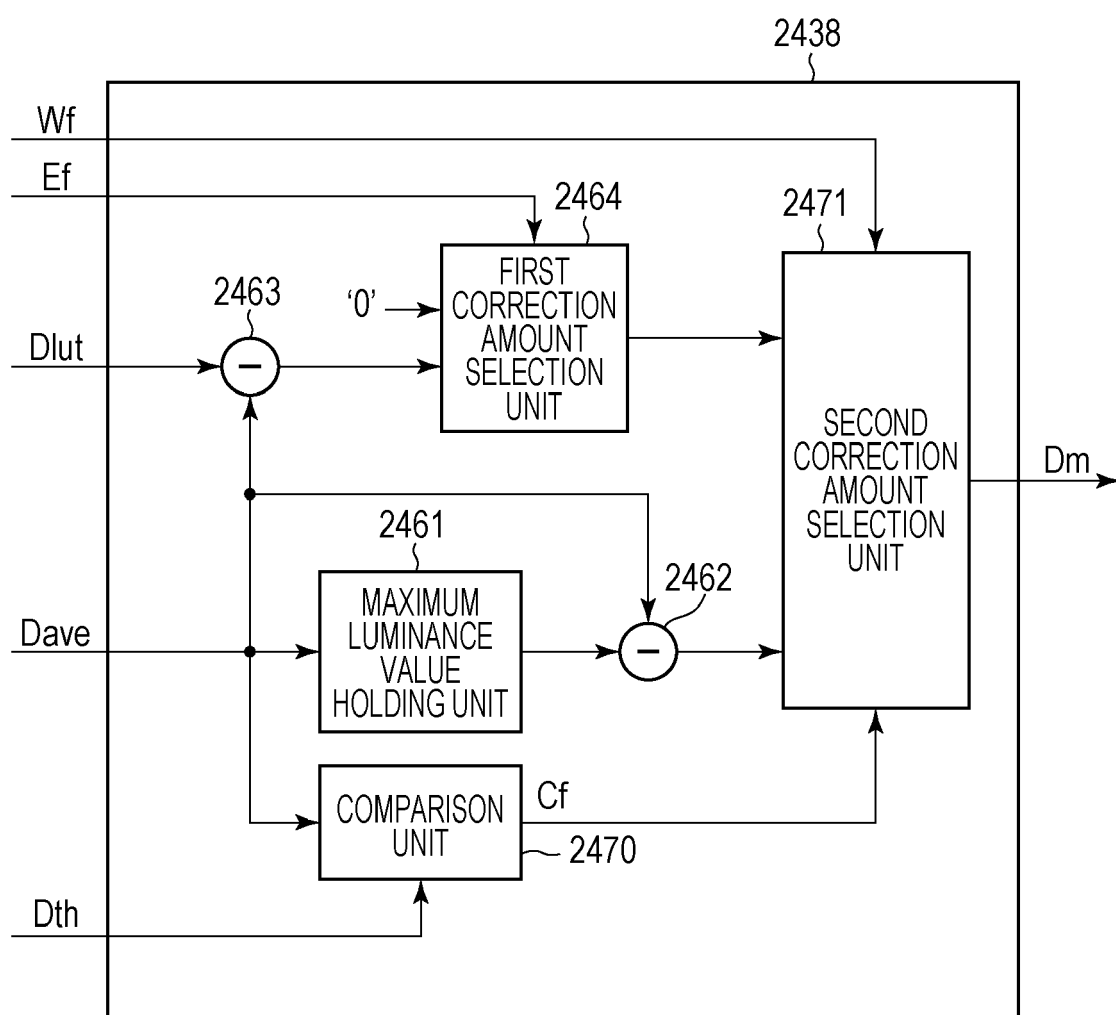 2438
Wf
Ef
2464
2471
FIRST
CORRECTION
AMOUNT
SELECTION
UNIT
2463
'0'
Dlut
SECOND
CORRECTION
AMOUNT
SELECTION
UNIT
Dm
2461
2462
MAXIMUM
LUMINANCE
VALUE
HOLDING UNIT
Dave
COMPARISON
UNIT
Cf
2470
Dth